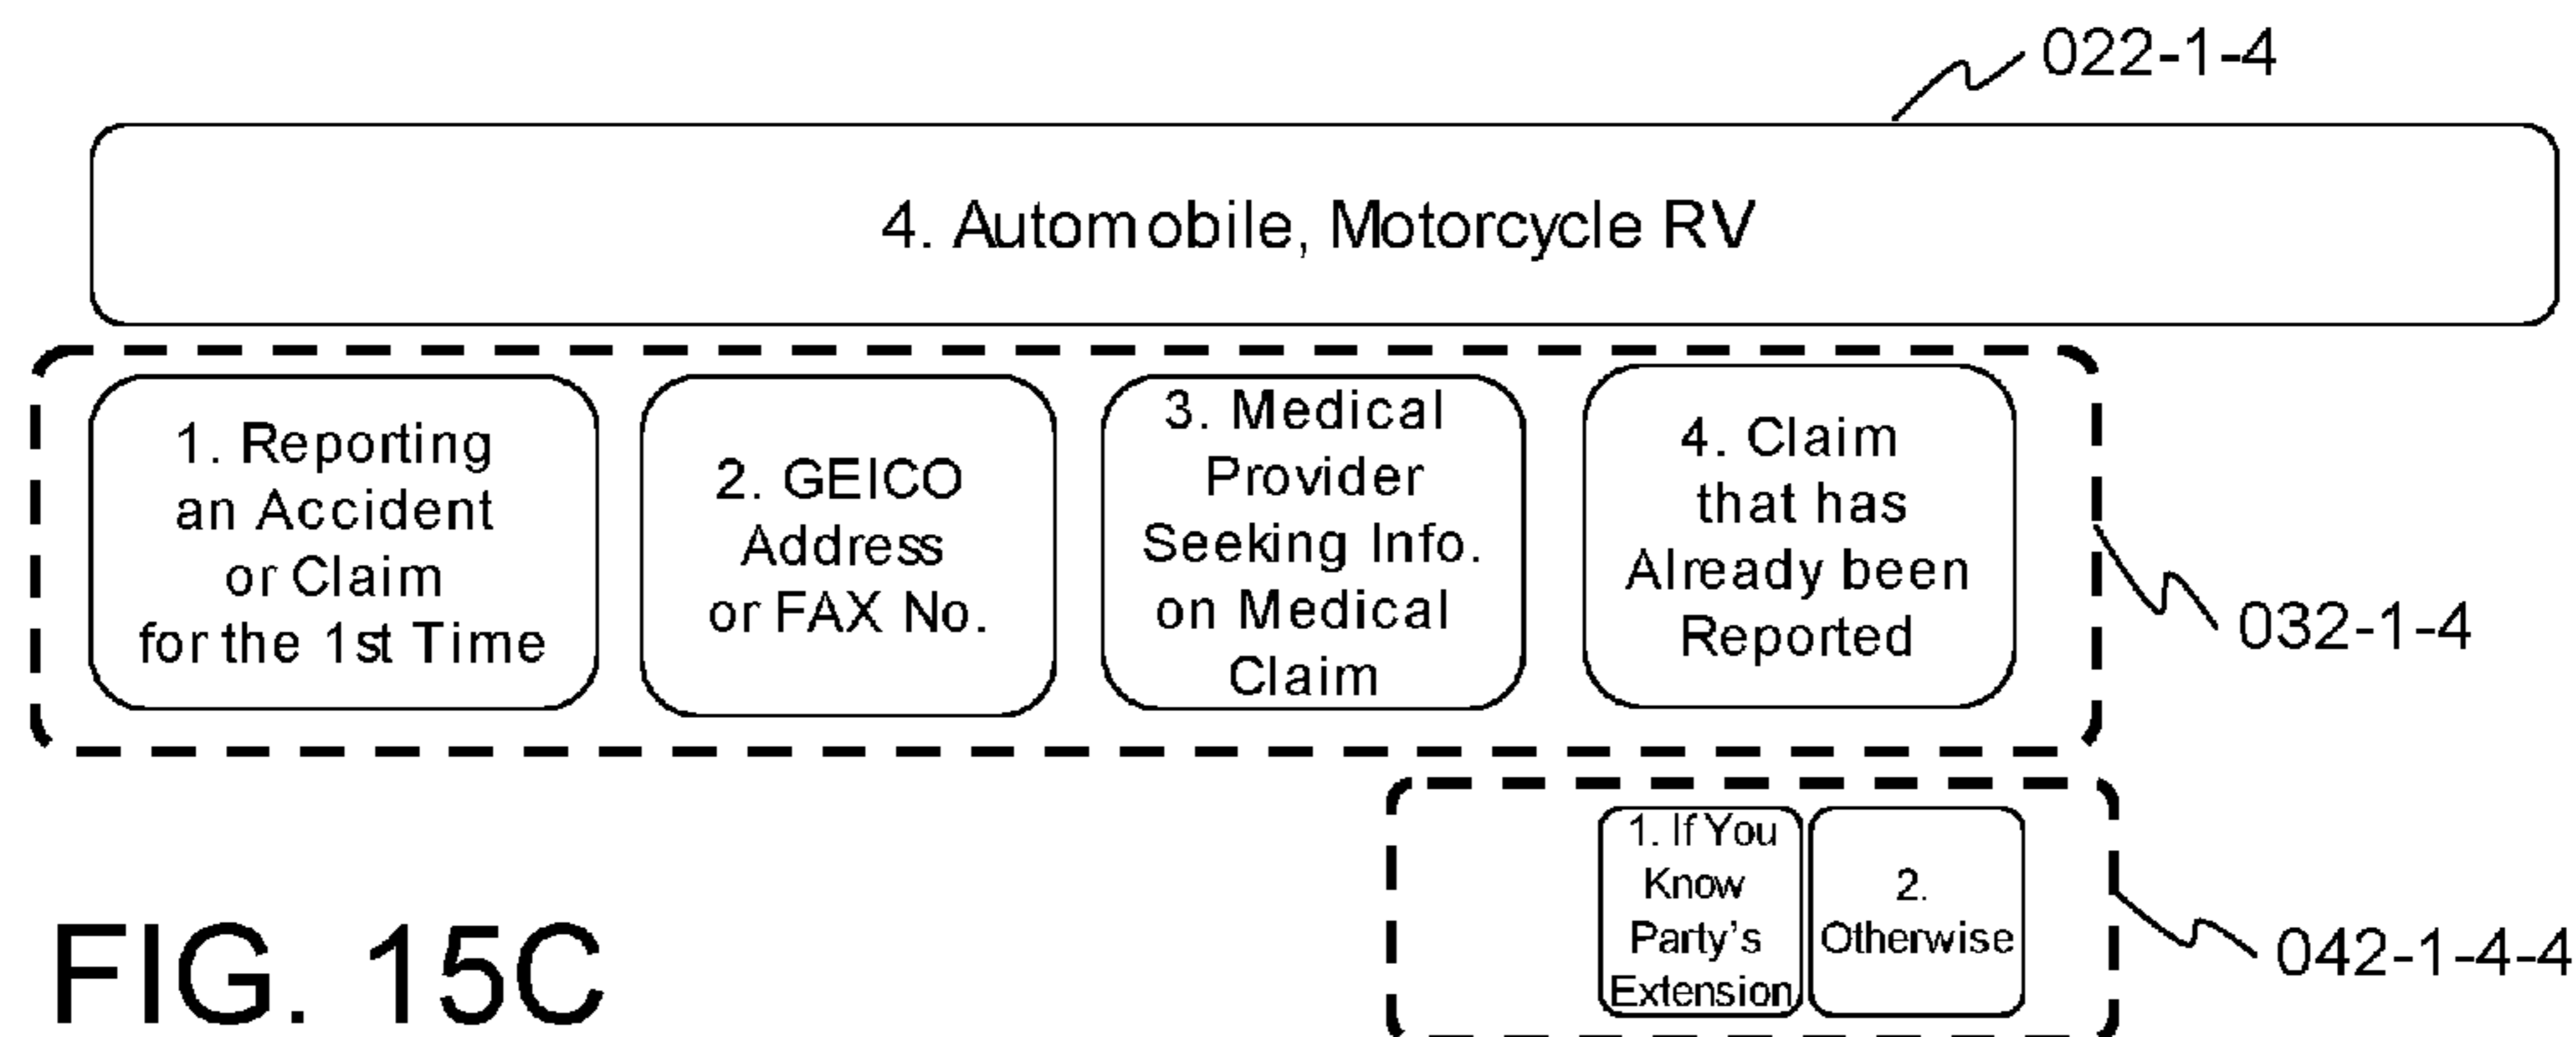 022-1-4
4. Automobile, Motorcycle RV
1. Reporting
an Accident
or Claim
for the 1st Time
2. GEICO
Address
or FAX No.
3. Medical
Provider
Seeking Info.
on Medical
Claim
4. Claim
that has
Already been
Reported
032-1-4
1. If You
Know
Party's
Extension
2.
Otherwise
042-1-4-4
FIG. 15C